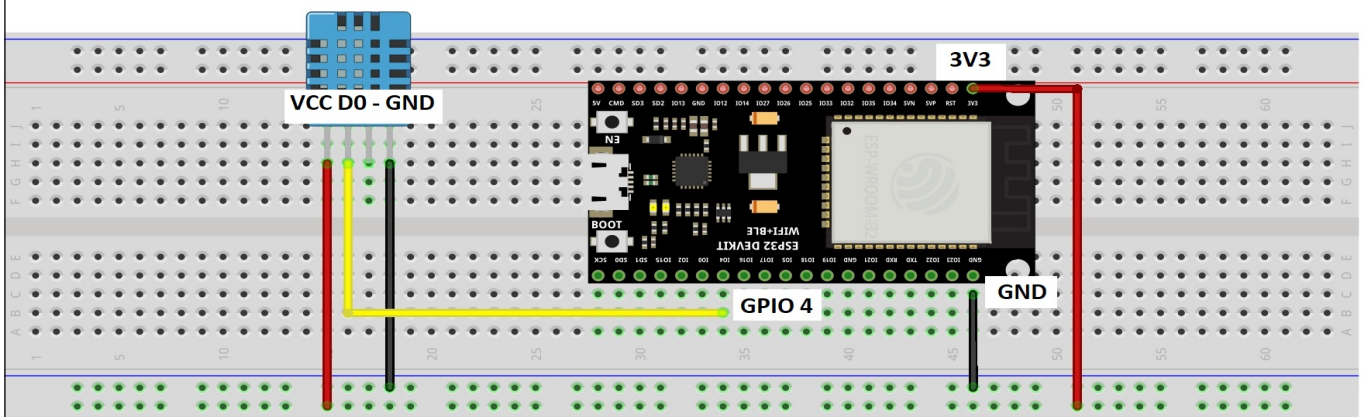 3V3
VCC D0 - GND
1 5 10 25 50 55 60
5V CMD SD3 SD2 IO13 GND IO12 IO14 IO27 IO26 IO25 IO33 IO32 IO35 IO34 SVN SVP RST 3V3
J
I
H
G
F
EN
ESP-WROOM-32
BOOT
WIFI+BLE
ESP32 DEVKIT
SCK SD0 SD1 IO15 IO2 IO0 IO4 IO16 IO17 IO5 IO18 IO19 GND IO21 RXD TXD IO22 IO23 GND
E
D
C
B
A
GND
GPIO 4
1 5 10 20 25 30 35 40 45 50 55 60